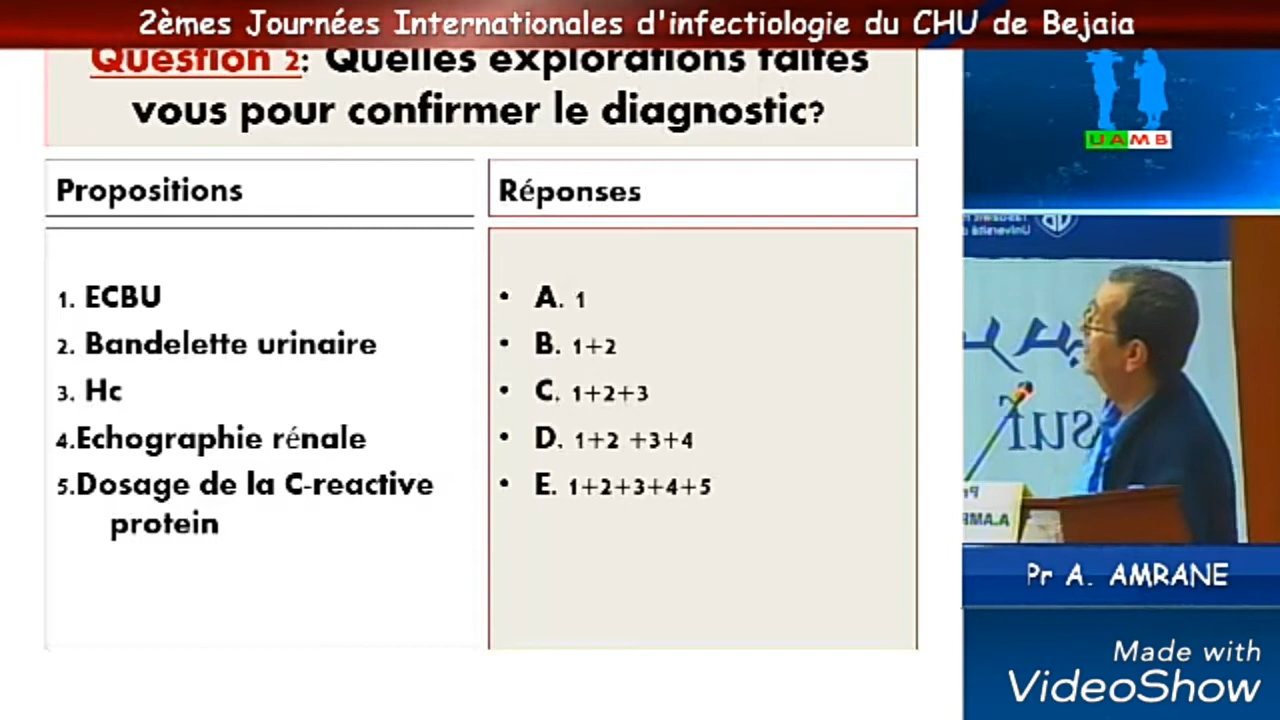 2èmes Journées Internationales d'infectiologie du CHU de Bejaia
Question 2: Quelles explorations faites
vous pour confirmer le diagnostic?
Propositions
1. ECBU
2. Bandelette urinaire
3. Hc
4.Echographie rénale
5.Dosage de la C-reactive
protein
Réponses
• A. 1
• B. 1+2
• C. 1+2+3
• D. 1+2 +3+4
• E. 1+2+3+4+5
UAMB
Pr A. AMRANE
Made with
VideoShow